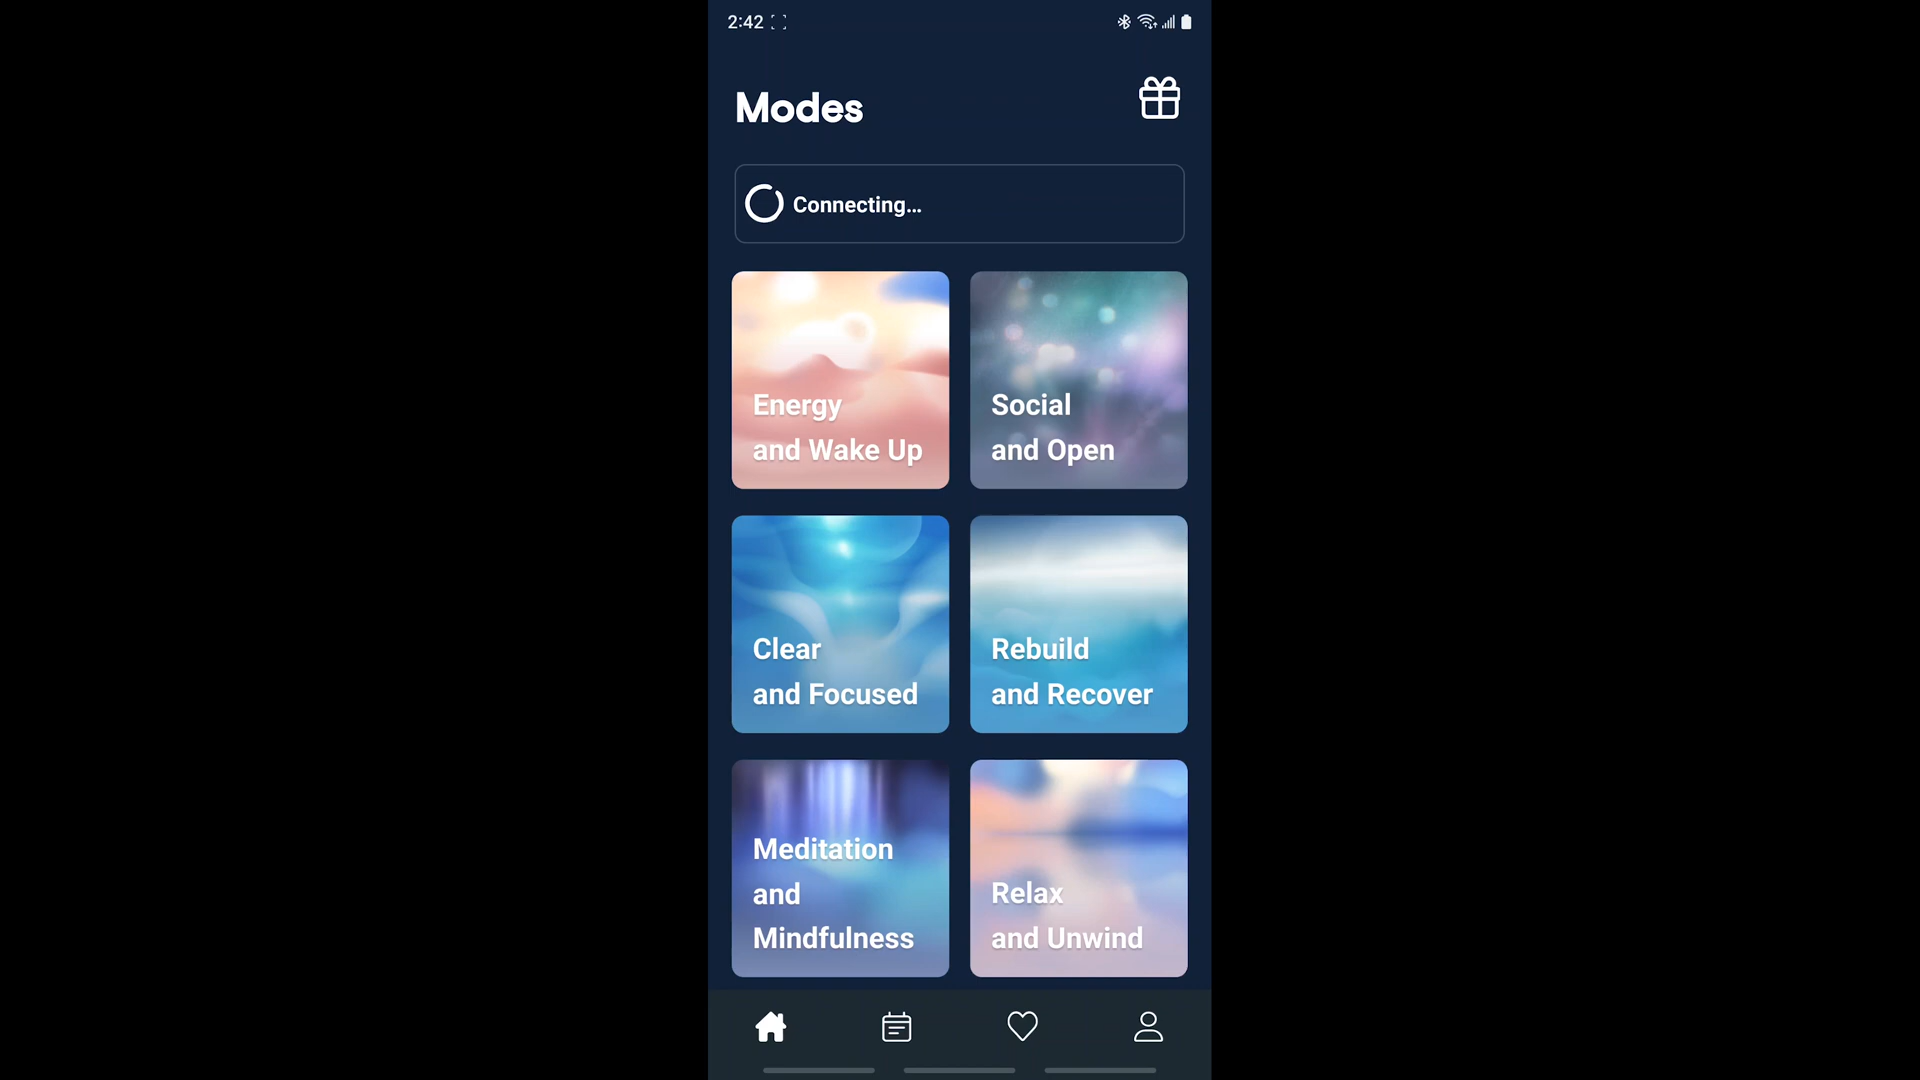 2:42
Modes
Connecting...
Energy
and Wake Up
Social
and Open
Clear
and Focused
Rebuild
and Recover
Meditation
and
Mindfulness
Relax
and Unwind